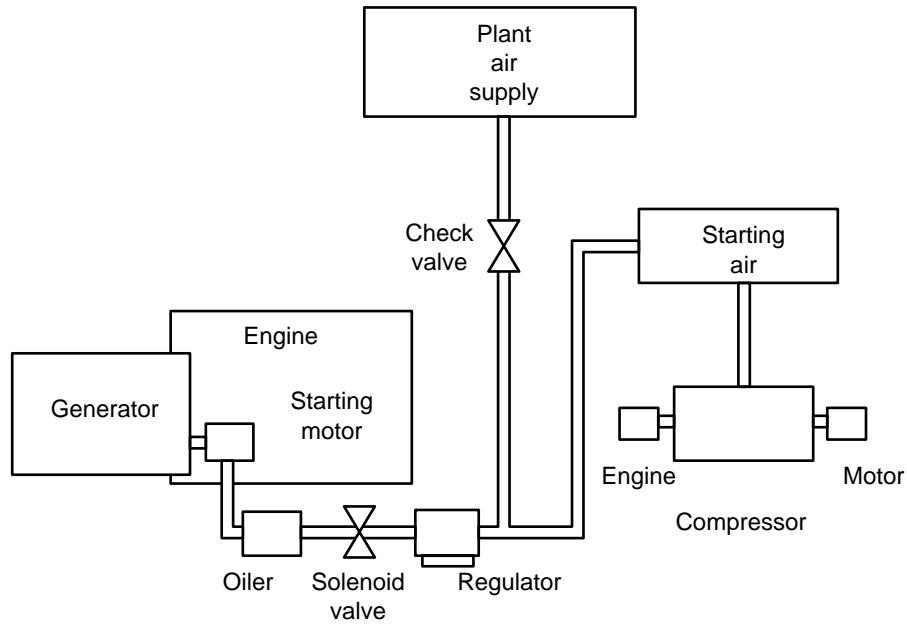 Plant
air
supply
Check
valve
Starting
air
Engine
Generator
Starting
motor
Engine
Motor
Compressor
Oiler
Solenoid
valve
Regulator